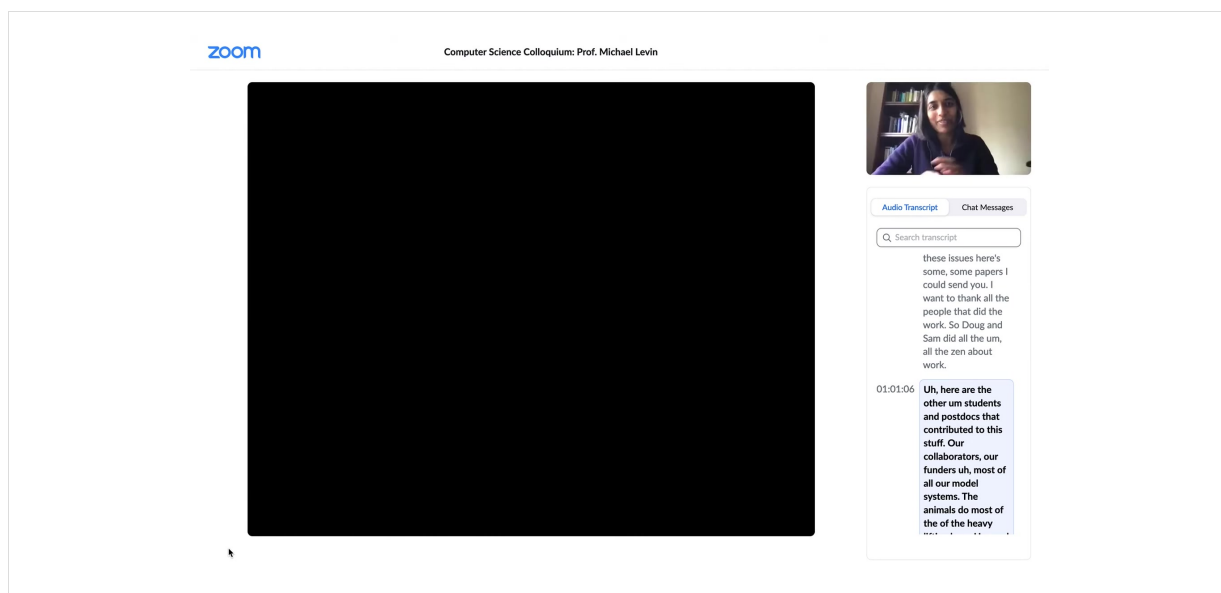 zoom
Computer Science Colloquium: Prof. Michael Levin
Audio Transcript
Chat Messages
Search transcript
these issues here's
some, some papers I
could send you. I
want to thank all the
people that did the
work. So Doug and
Sam did all the um,
all the zen about
work.
01:01:06
Uh, here are the
other um students
and postdocs that
contributed to this
stuff. Our
collaborators, our
funders uh, most of
all our model
systems. The
animals do most of
the of the heavy